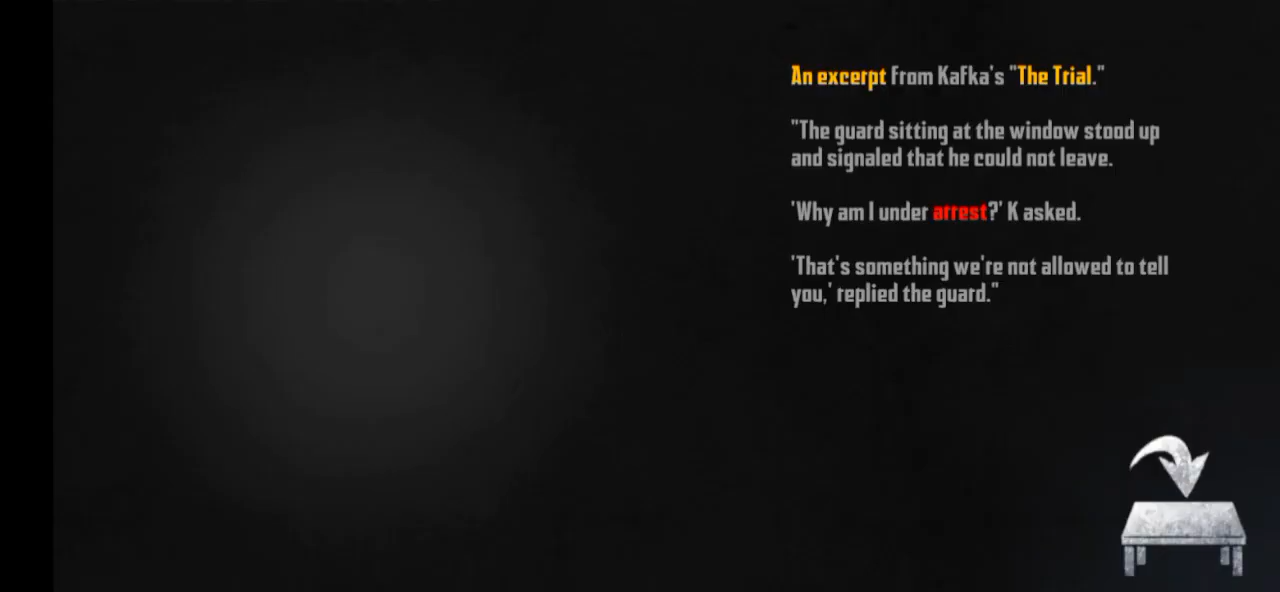 An excerpt from Kafka's "The Trial."
"The guard sitting at the window stood up
and signaled that he could not leave.
'Why am I under arrest?' K asked.
'That's something we're not allowed to tell
you,' replied the guard."